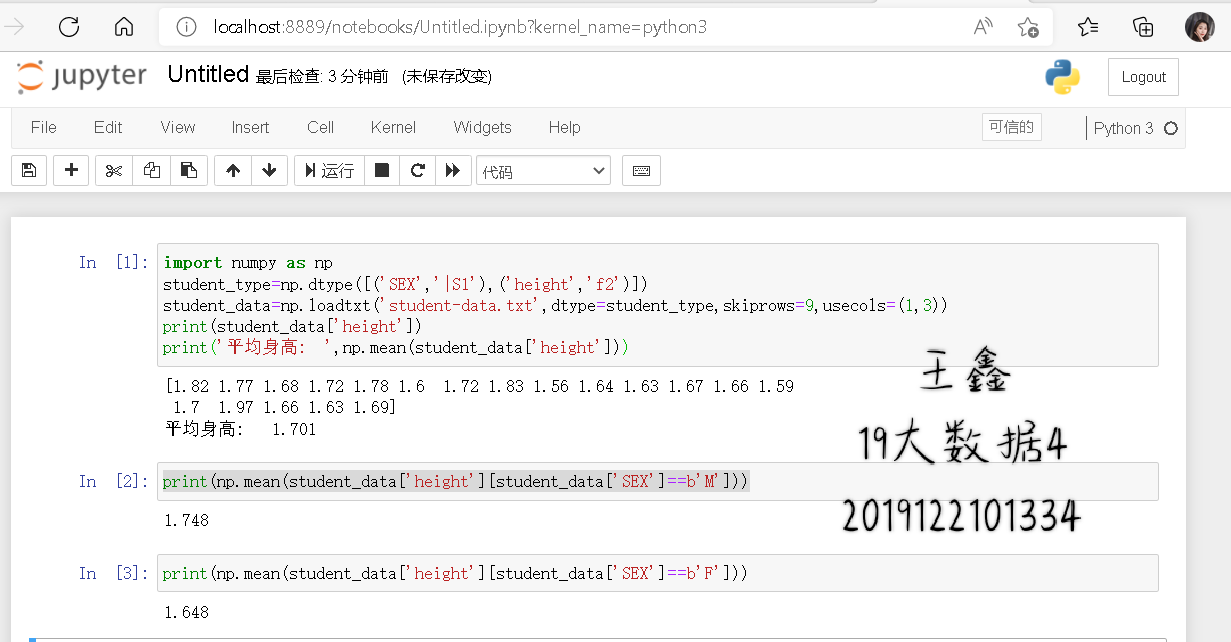 localhost:8889/notebooks/Untitled.ipynb?kernel_name=python3
jupyter Untitled 最后检查: 3 分钟前 (未保存改变)
Logout
File Edit View Insert Cell Kernel Widgets Help
可信的
Python 3
运行
代码
In [1]:
import numpy as np
student_type=np.dtype([('SEX','|S1'),('height','f2')])
student_data=np.loadtxt('student-data.txt',dtype=student_type,skiprows=9,usecols=(1,3))
print(student_data['height'])
print('平均身高: ',np.mean(student_data['height']))
[1.82 1.77 1.68 1.72 1.78 1.6  1.72 1.83 1.56 1.64 1.63 1.67 1.66 1.59
1.7  1.97 1.66 1.63 1.69]
平均身高:  1.701
王鑫
19大数据4
In [2]:
print(np.mean(student_data['height'][student_data['SEX']==b'M']))
1.748
2019122101334
In [3]:
print(np.mean(student_data['height'][student_data['SEX']==b'F']))
1.648